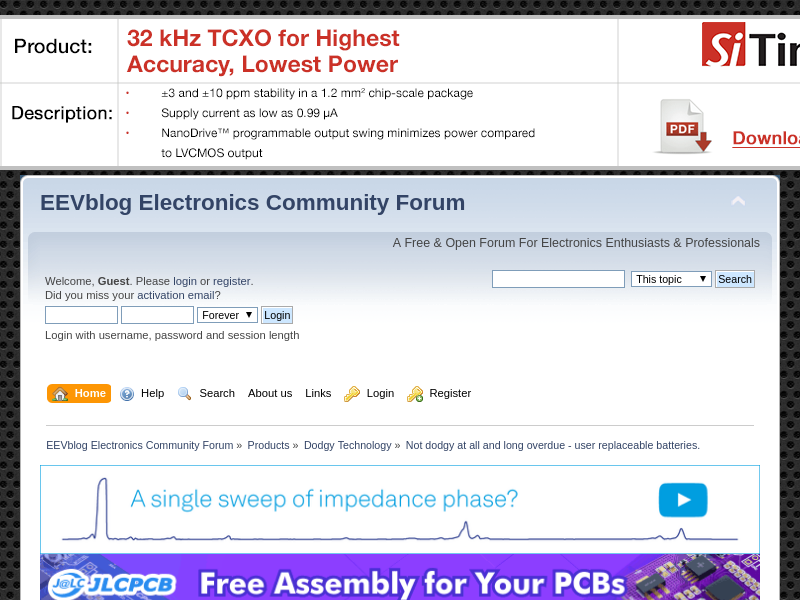 Product:
32 kHz TCXO for Highest
Accuracy, Lowest Power
SiTi
Description:
• ±3 and ±10 ppm stability in a 1.2 mm² chip-scale package
• Supply current as low as 0.99 µA
• NanoDrive™ programmable output swing minimizes power compared
to LVCMOS output
PDF
Downloa
EEVblog Electronics Community Forum
A Free & Open Forum For Electronics Enthusiasts & Professionals
Welcome, Guest. Please login or register.
Did you miss your activation email?
This topic ▼ Search
Forever ▼ Login
Login with username, password and session length
Home Help Search About us Links Login Register
EEVblog Electronics Community Forum » Products » Dodgy Technology » Not dodgy at all and long overdue - user replaceable batteries.
A single sweep of impedance phase?
J@LC JLCPCB Free Assembly for Your PCBs